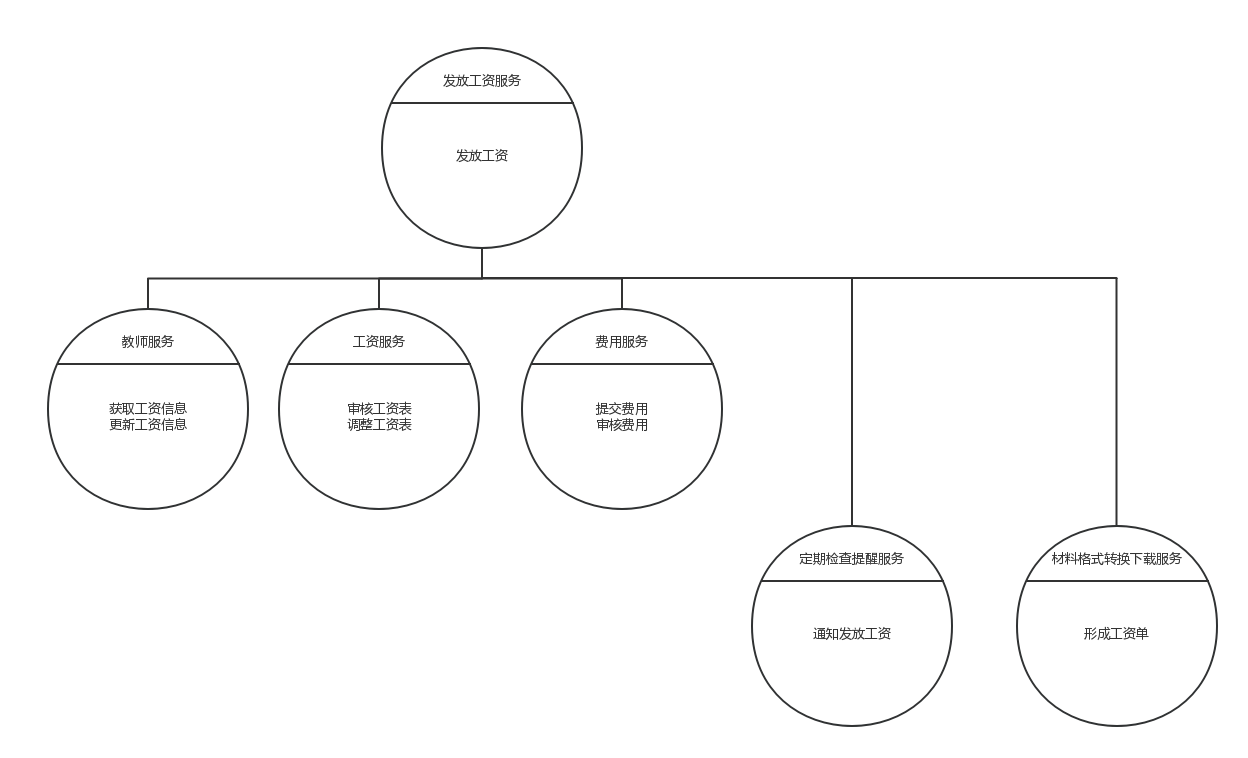 发放工资服务
发放工资
教师服务
获取工资信息
更新工资信息
工资服务
审核工资表
调整工资表
费用服务
提交费用
审核费用
定期检查提醒服务
通知发放工资
材料格式转换下载服务
形成工资单